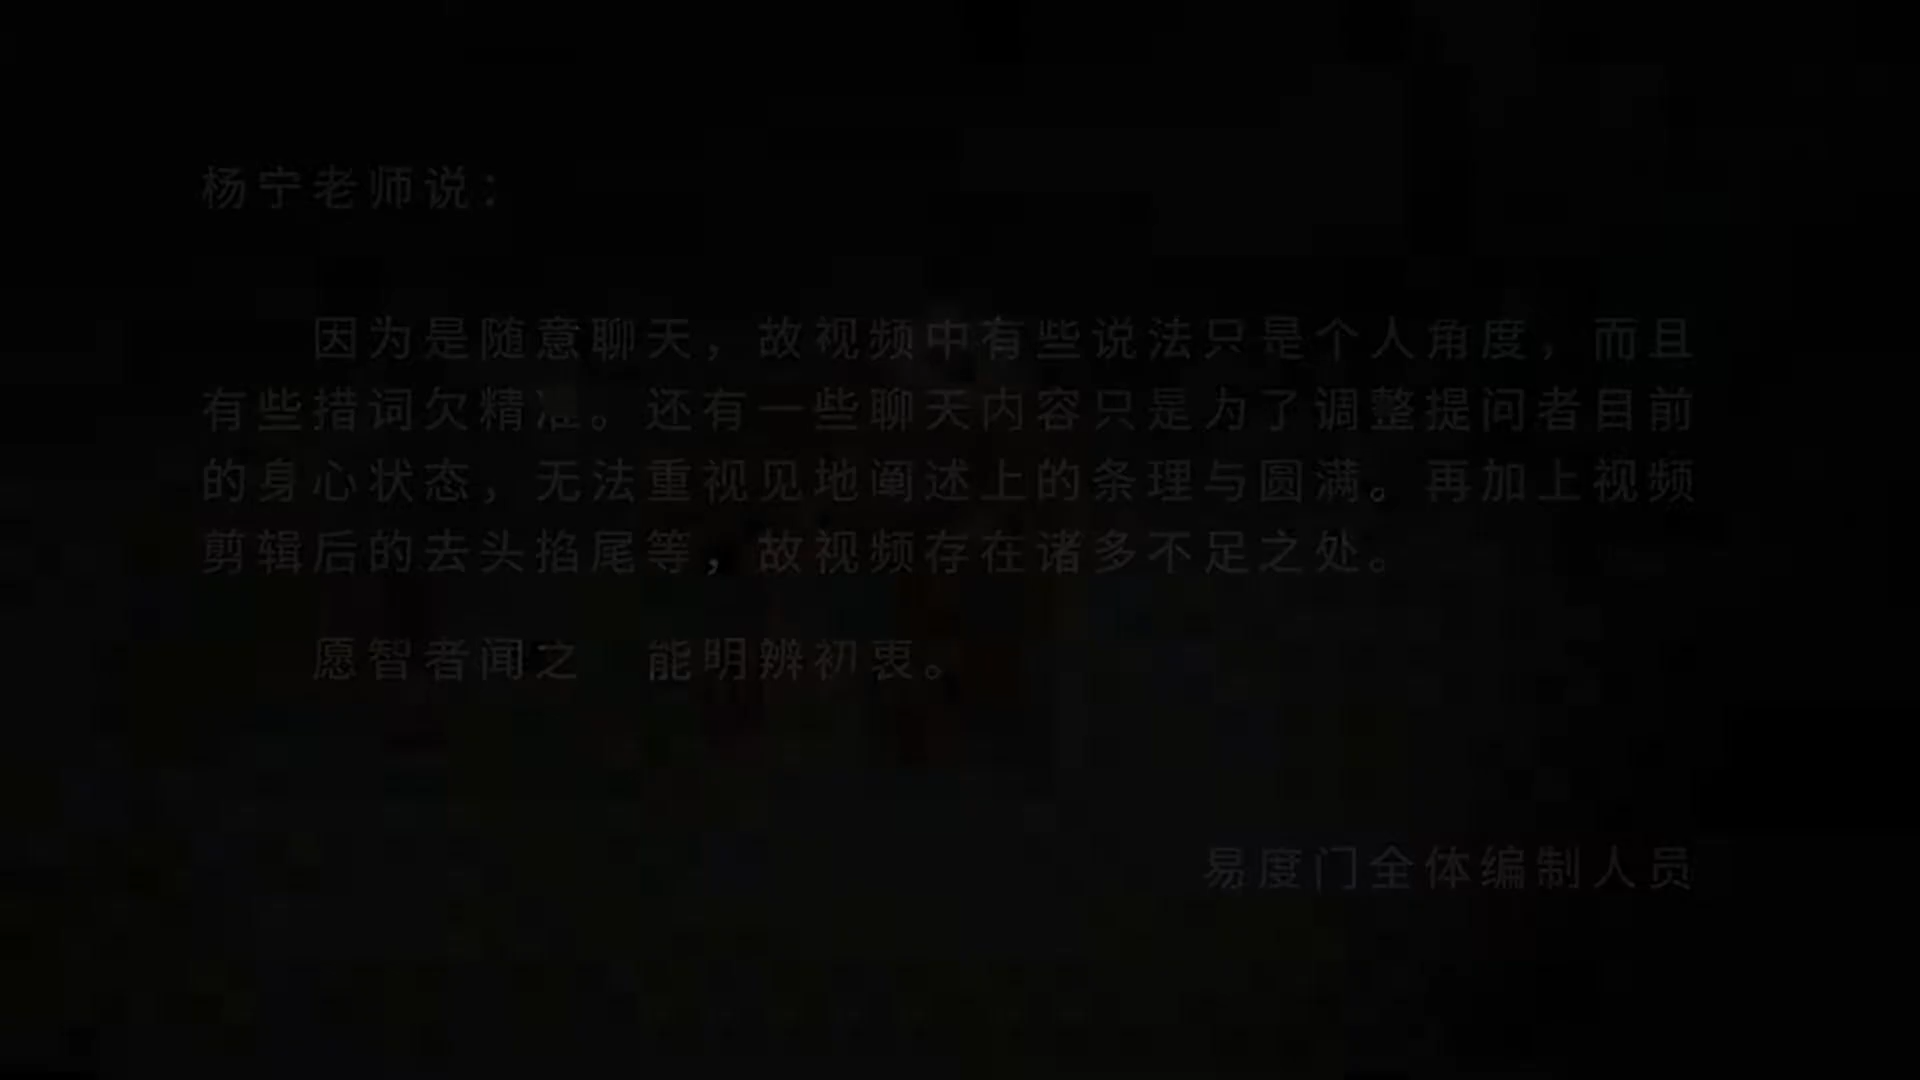 杨宁老师说：
因为是随意聊天，故视频中有些说法只是个人角度，而且
有些措词欠精准。还有一些聊天内容只是为了调整提问者目前
的身心状态，无法重视见地阐述上的条理与圆满。再加上视频
剪辑后的去头掐尾等，故视频存在诸多不足之处。
愿智者闻之　能明辨初衷。
易度门全体编制人员